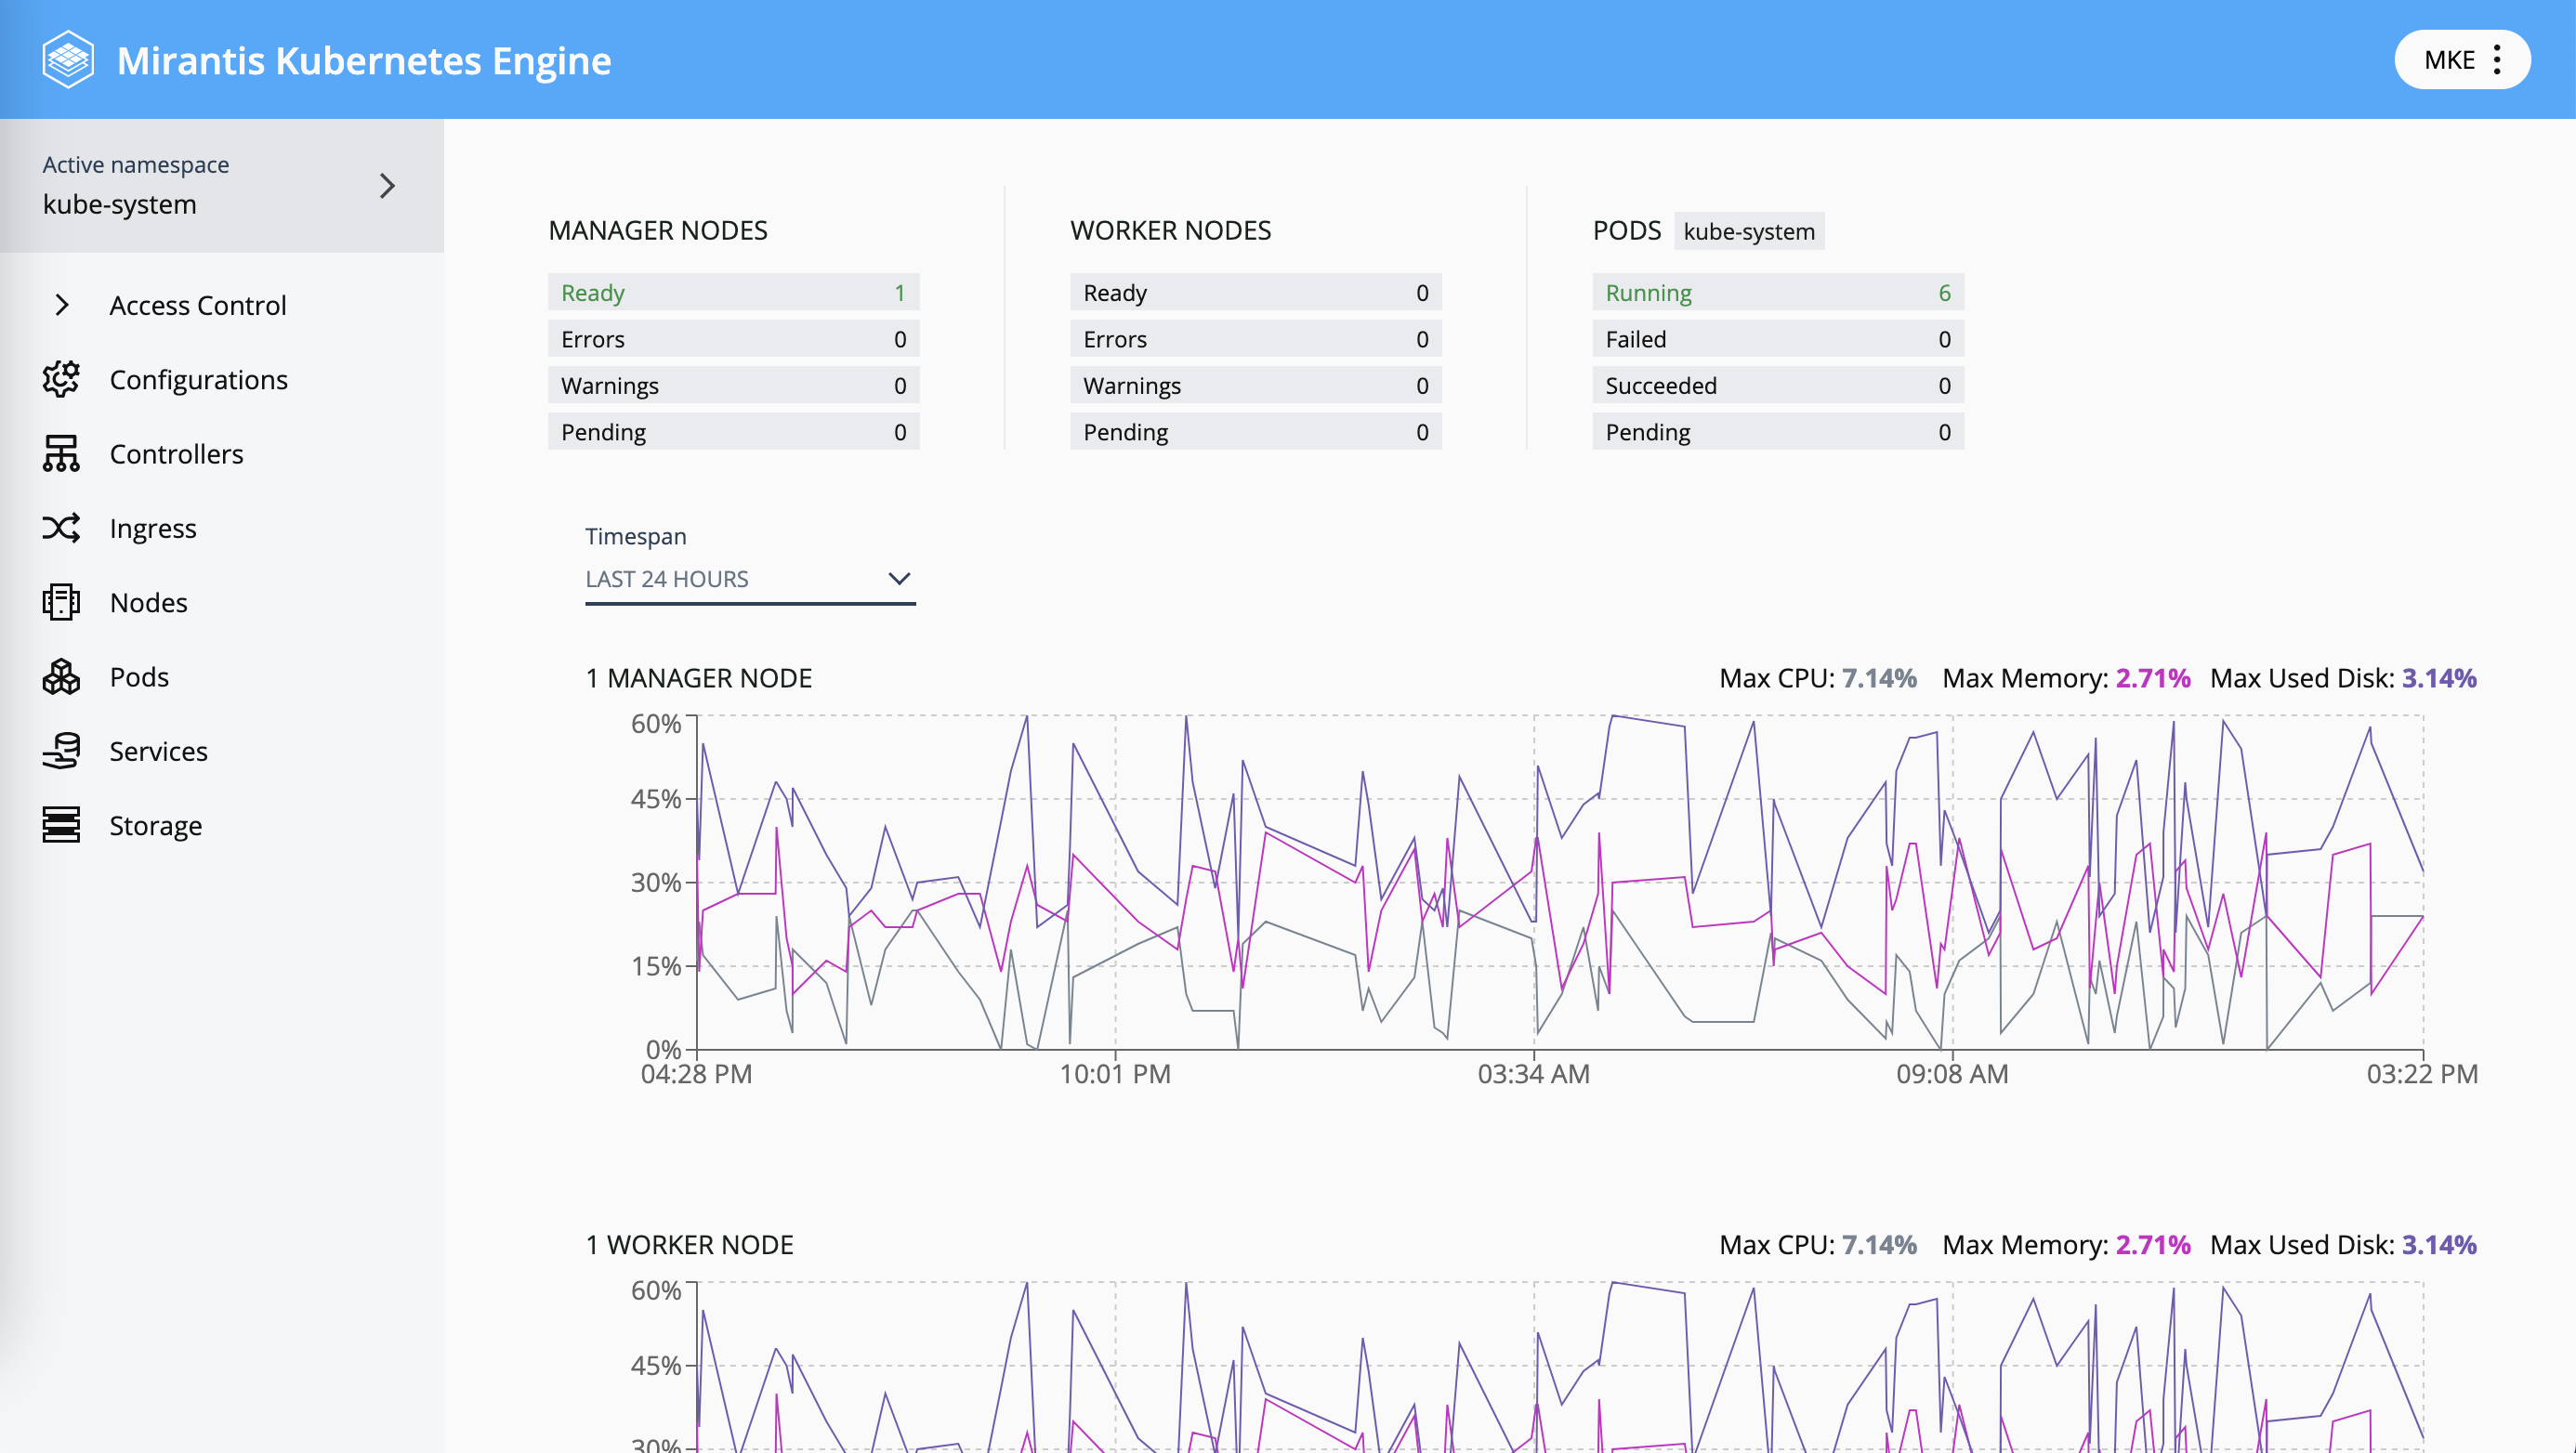 Mirantis Kubernetes Engine
MKE
Active namespace
kube-system
Access Control
Configurations
Controllers
Ingress
Nodes
Pods
Services
Storage
MANAGER NODES
Ready 1
Errors 0
Warnings 0
Pending 0
WORKER NODES
Ready 0
Errors 0
Warnings 0
Pending 0
PODS kube-system
Running 6
Failed 0
Succeeded 0
Pending 0
Timespan
LAST 24 HOURS
1 MANAGER NODE
Max CPU: 7.14% Max Memory: 2.71% Max Used Disk: 3.14%
60%
45%
30%
15%
0%
04:28 PM 10:01 PM 03:34 AM 09:08 AM 03:22 PM
1 WORKER NODE
Max CPU: 7.14% Max Memory: 2.71% Max Used Disk: 3.14%
60%
45%
30%